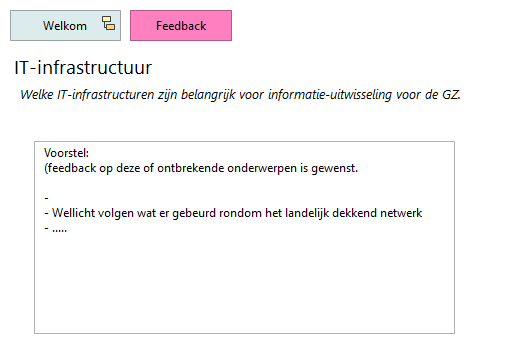 Welkom
Feedback
IT-infrastructuur
Welke IT-infrastructuren zijn belangrijk voor informatie-uitwisseling voor de GZ.
Voorstel:
(feedback op deze of ontbrekende onderwerpen is gewenst.
-
- Wellicht volgen wat er gebeurd rondom het landelijk dekkend netwerk
- .....